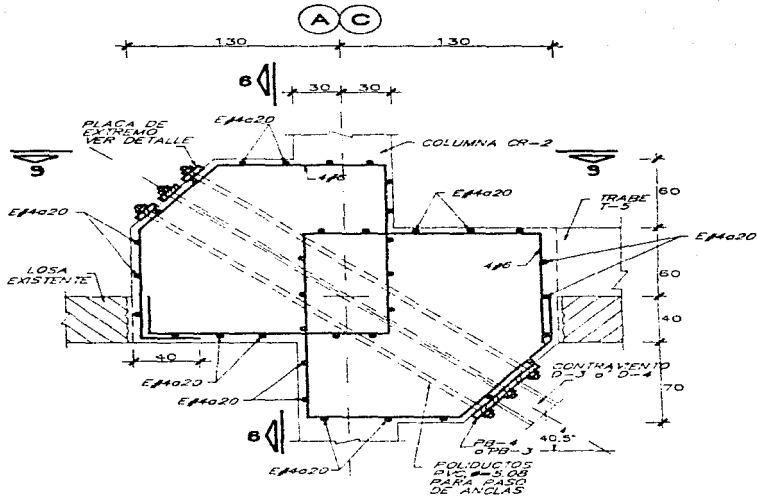 A C
130 130
6
30 30
PLACA DE
EXTREMO
VER DETALLE
E#4a20
COLUMNA CR-2
9
9
4#6
60
E#4a20
TRABE
T-5
E#4a20
E#4a20
4#6
60
LOSA
EXISTENTE
40
40
E#4a20
E#4a20
CONTRAVIENTO
D-3 o D-4
70
6
PB-4
o PB-3
40.5°
E#4a20
POLIDUCTOS
PVC, ø=5.08
PARA PASO
DE ANCLAS